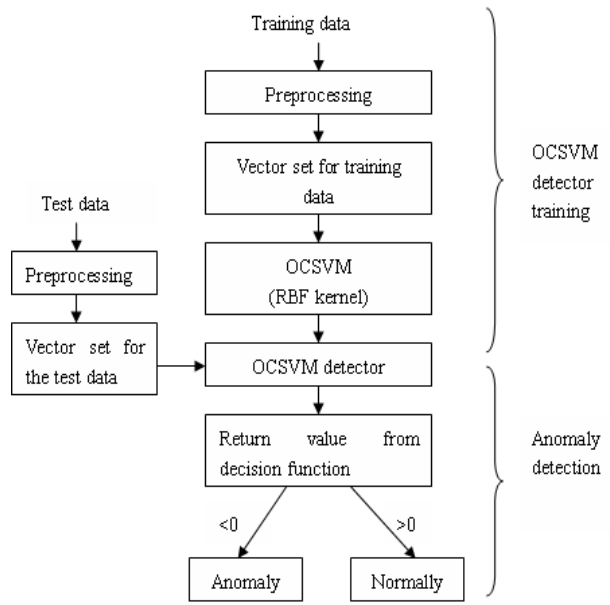 Training data
Preprocessing
Vector set for training
data
OCSVM
(RBF kernel)
OCSVM
detector
training
Test data
Preprocessing
Vector set for
the test data
OCSVM detector
Return value from
decision function
<0
>0
Anomaly
Normally
Anomaly
detection